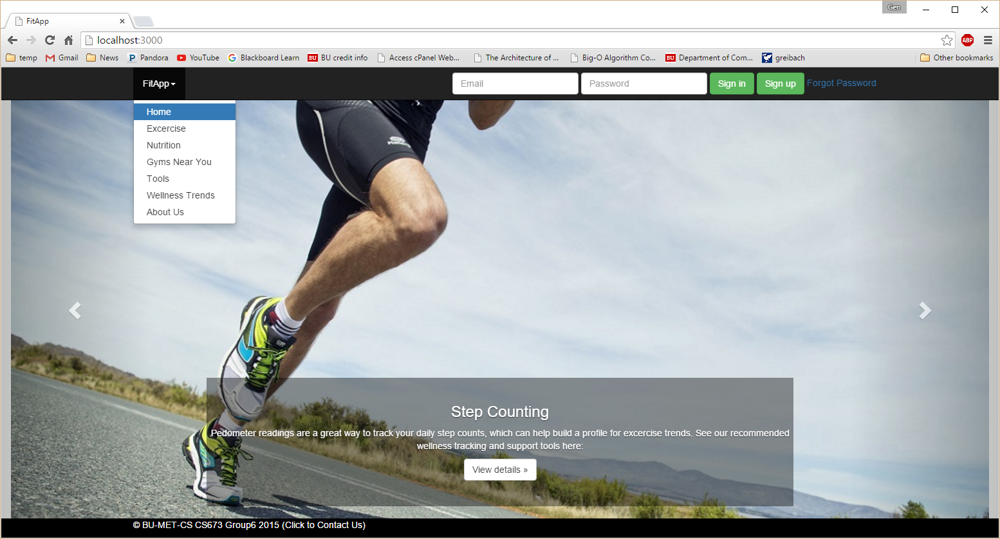 Gen
FitApp
localhost:3000
temp Gmail News Pandora YouTube Blackboard Learn BU BU credit info Access cPanel Web... The Architecture of ... Big-O Algorithm Co... BU Department of Com... greibach Other bookmarks
ABP
FitApp Email Password Sign in Sign up Forgot Password
Home
Excercise
Nutrition
Gyms Near You
Tools
Wellness Trends
About Us
Step Counting
Pedometer readings are a great way to track your daily step counts, which can help build a profile for excercise trends. See our recommended
wellness tracking and support tools here:
View details »
© BU-MET-CS CS673 Group6 2015 (Click to Contact Us)